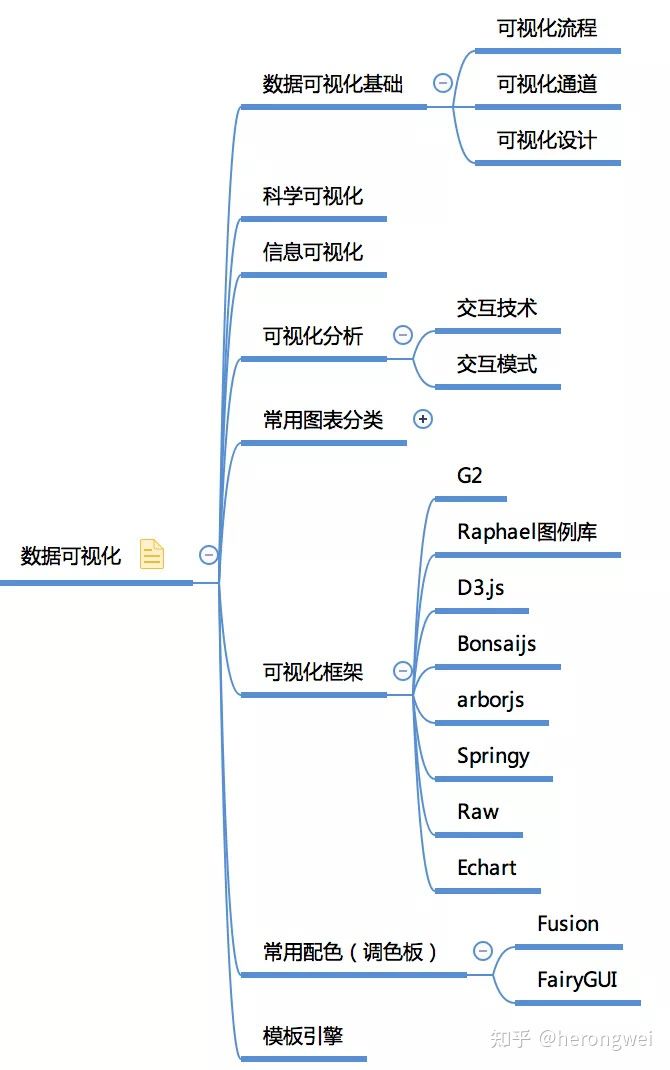 可视化流程
数据可视化基础
可视化通道
可视化设计
科学可视化
信息可视化
交互技术
可视化分析
交互模式
常用图表分类
G2
Raphael图例库
数据可视化
D3.js
Bonsaijs
可视化框架
arborjs
Springy
Raw
Echart
Fusion
常用配色（调色板）
FairyGUI
模板引擎
知乎 @herongwei